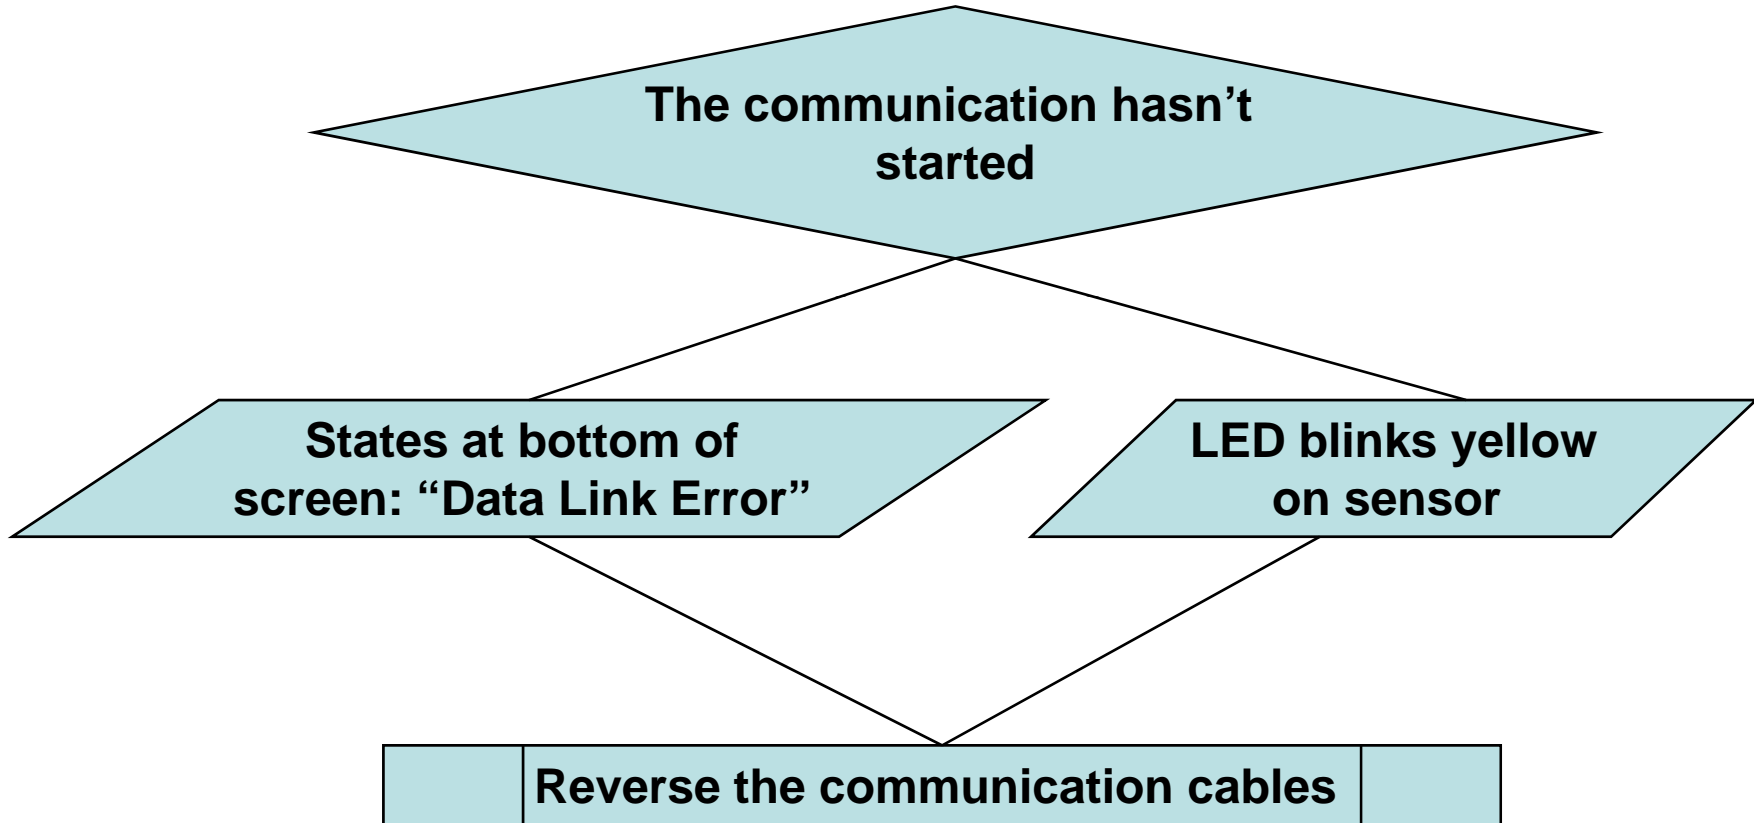 The communication hasn’t
started
States at bottom of
screen: “Data Link Error”
LED blinks yellow
on sensor
Reverse the communication cables